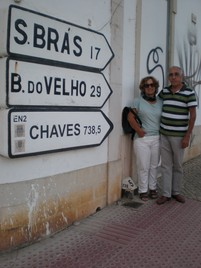 S.BRÁS 17
B.DO VELHO 29
EN2
CHAVES 738,5